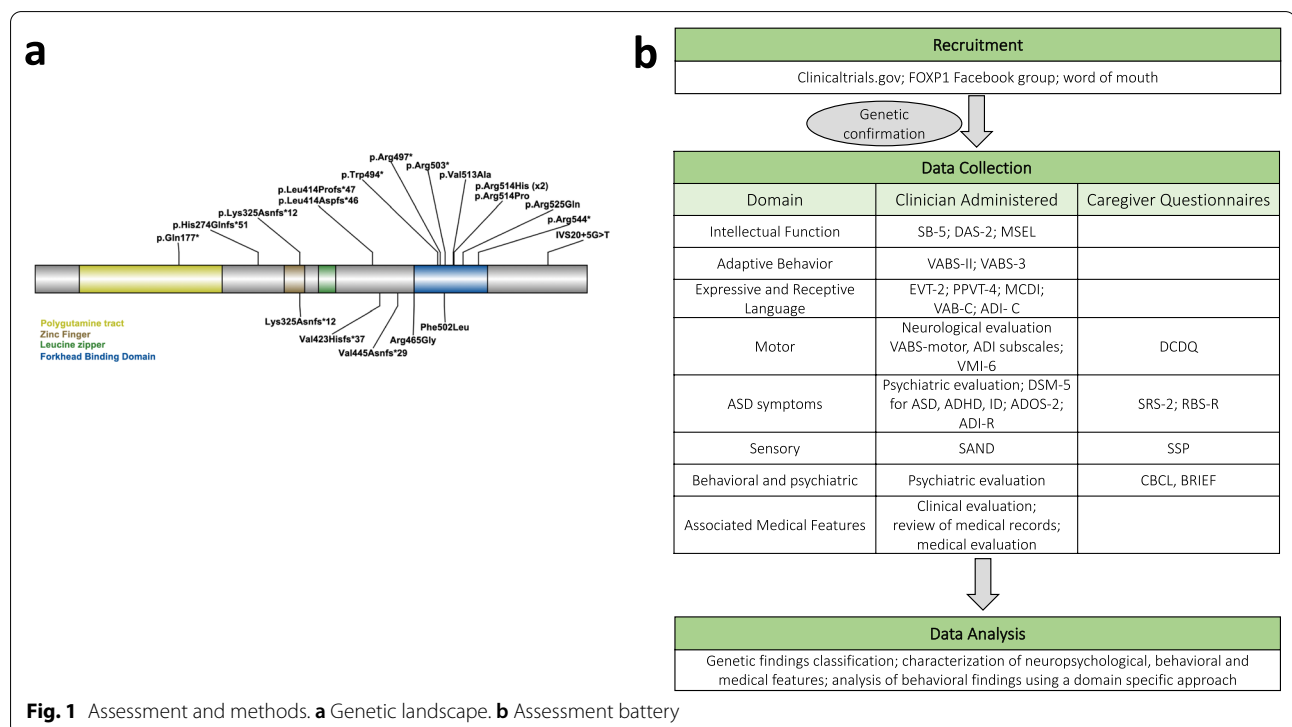 a
p.Arg497*
p.Arg503*
p.Trp494*
p.Val513Ala
p.Leu414Profs*47
p.Arg514His (x2)
p.Leu414Aspfs*46
p.Arg514Pro
p.Lys325Asnfs*12
p.Arg525Gln
p.His274Glnfs*51
p.Arg544*
p.Gln177*
IVS20+5G>T
Lys325Asnfs*12
Phe502Leu
Val423Hisfs*37
Arg465Gly
Val445Asnfs*29
Polyglutamine tract
Zinc Finger
Leucine zipper
Forkhead Binding Domain
b
Recruitment
Clinicaltrials.gov; FOXP1 Facebook group; word of mouth
Genetic
confirmation
Data Collection
Domain Clinician Administered Caregiver Questionnaires
Intellectual Function SB-5; DAS-2; MSEL
Adaptive Behavior VABS-II; VABS-3
Expressive and Receptive
Language
EVT-2; PPVT-4; MCDI;
VAB-C; ADI- C
Motor
Neurological evaluation
VABS-motor, ADI subscales;
VMI-6
DCDQ
ASD symptoms
Psychiatric evaluation; DSM-5
for ASD, ADHD, ID; ADOS-2;
ADI-R
SRS-2; RBS-R
Sensory SAND SSP
Behavioral and psychiatric Psychiatric evaluation CBCL, BRIEF
Associated Medical Features
Clinical evaluation;
review of medical records;
medical evaluation
Data Analysis
Genetic findings classification; characterization of neuropsychological, behavioral and
medical features; analysis of behavioral findings using a domain specific approach
Fig. 1 Assessment and methods. a Genetic landscape. b Assessment battery